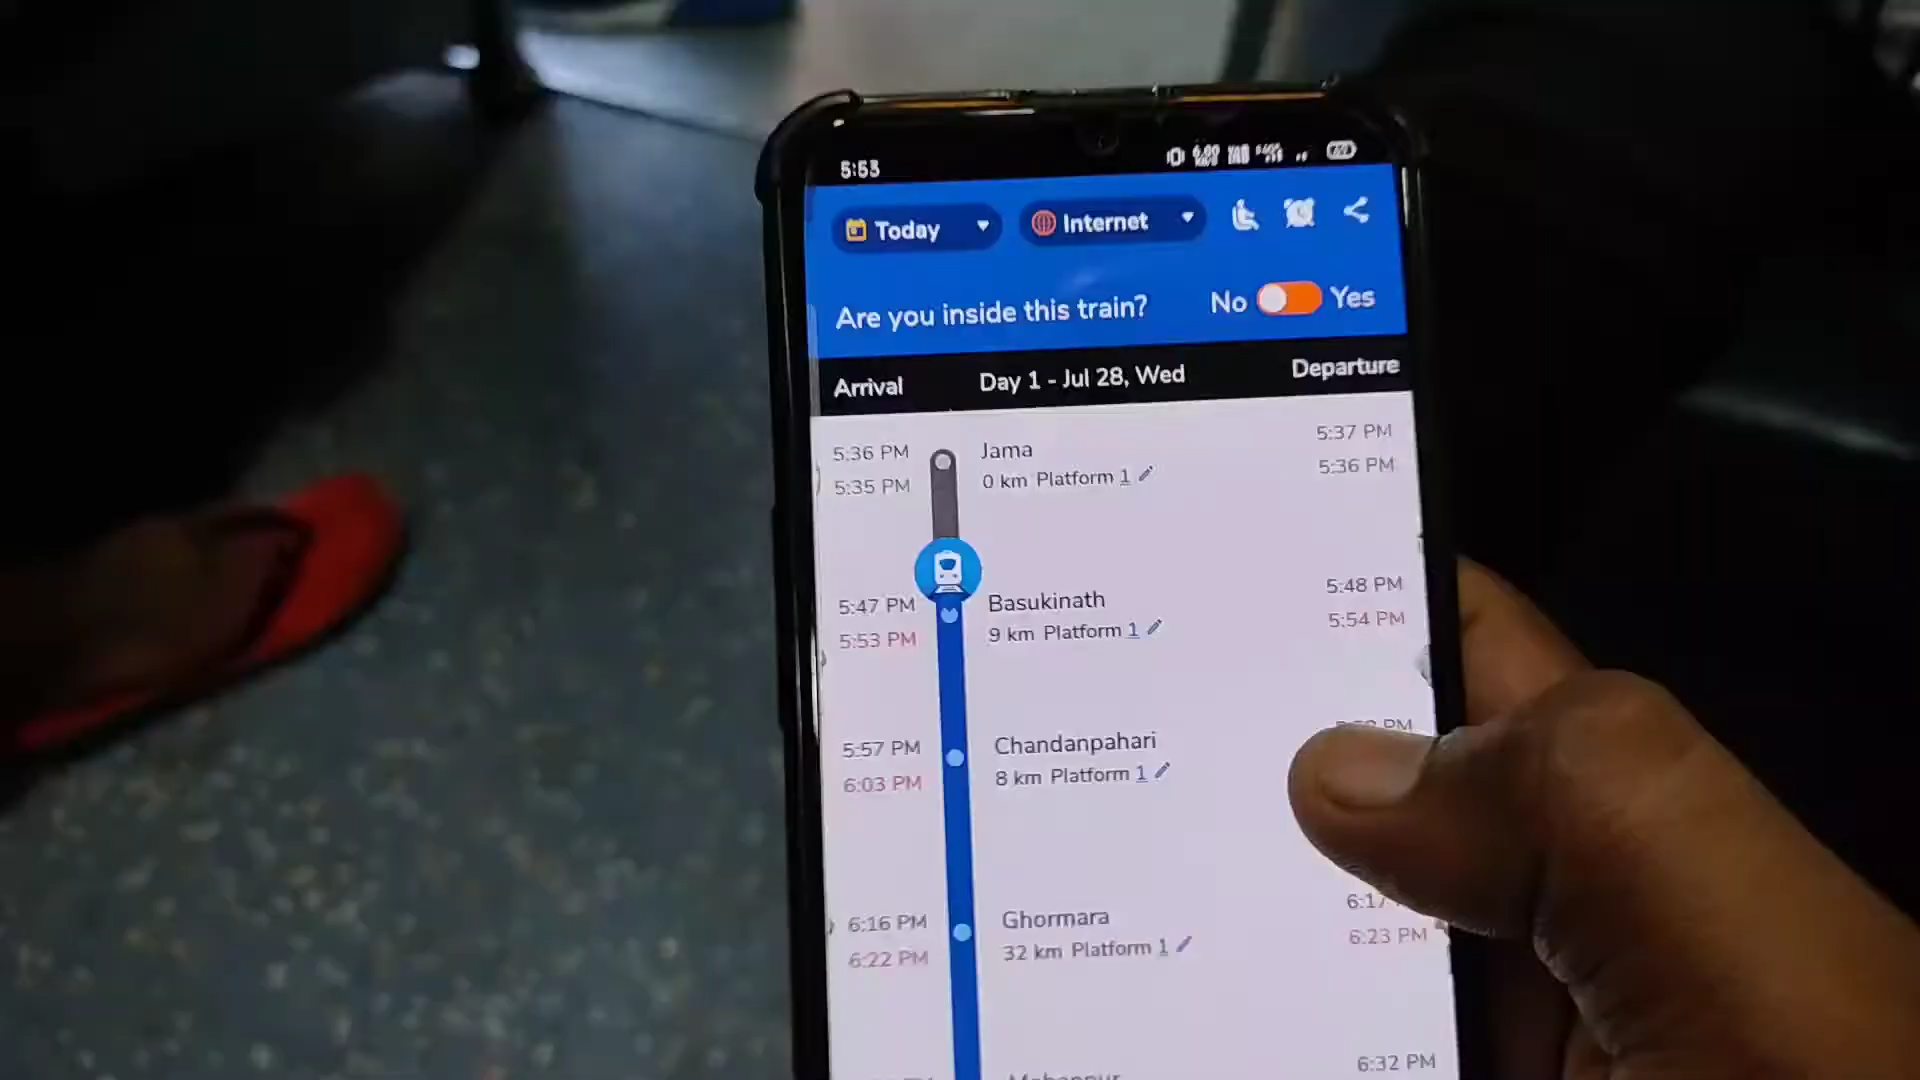 5:53
Today Internet
Are you inside this train? No Yes
Arrival Day 1 - Jul 28, Wed Departure
5:36 PM Jama 5:37 PM
5:35 PM 0 km Platform 1 5:36 PM
5:47 PM Basukinath 5:48 PM
5:53 PM 9 km Platform 1 5:54 PM
5:57 PM Chandanpahari PM
6:03 PM 8 km Platform 1
6:16 PM Ghormara 6:17
6:22 PM 32 km Platform 1 6:23 PM
6:32 PM